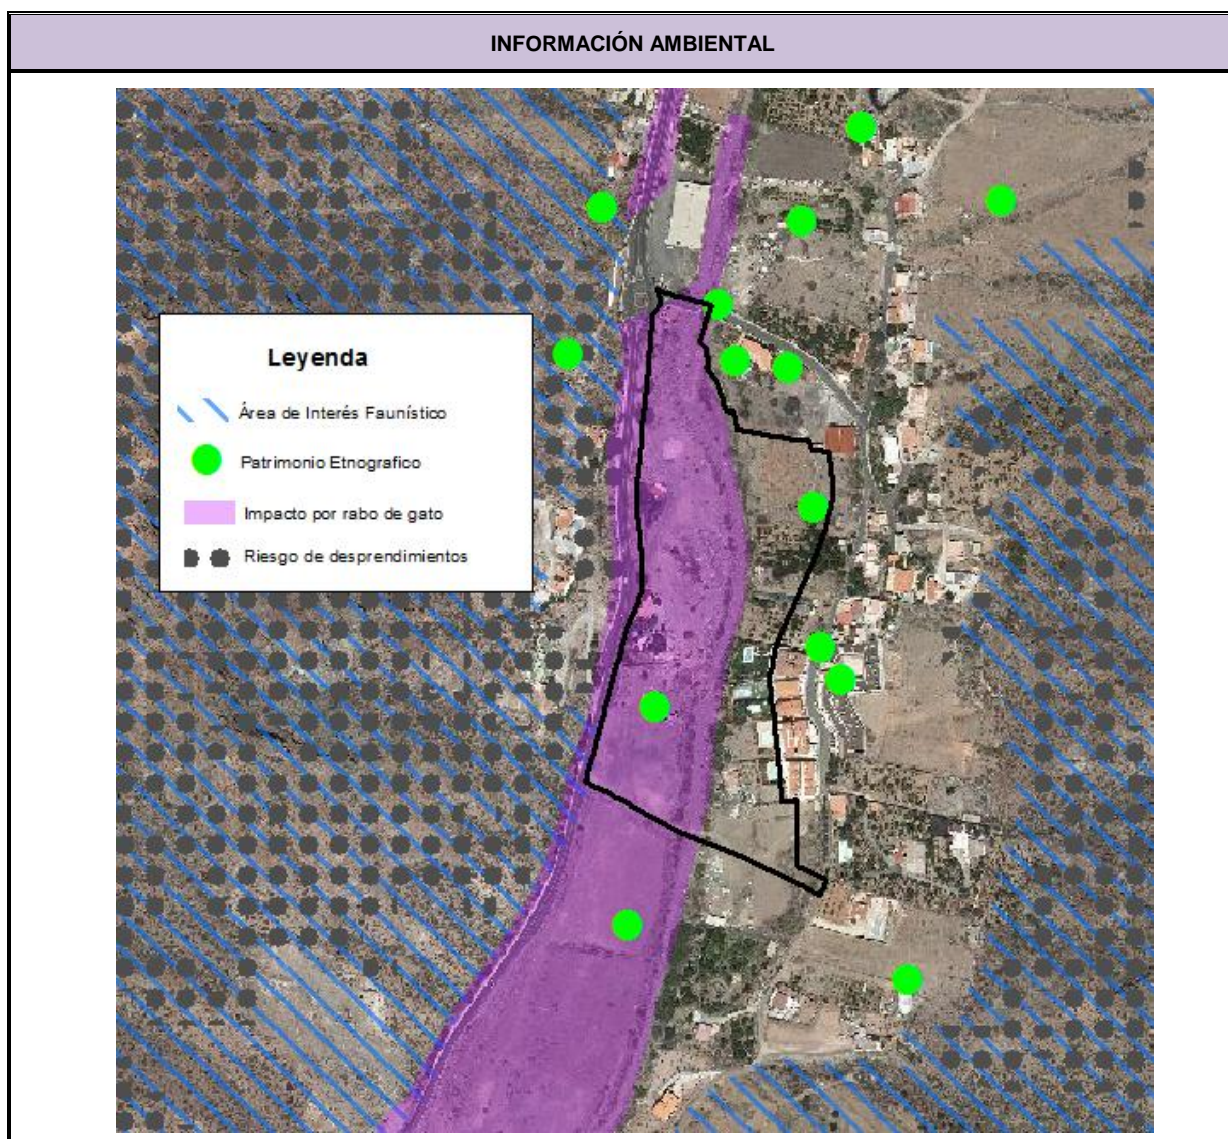 INFORMACIÓN AMBIENTAL
Leyenda
Área de Interés Faunístico
Patrimonio Etnografico
Impacto por rabo de gato
Riesgo de desprendimientos